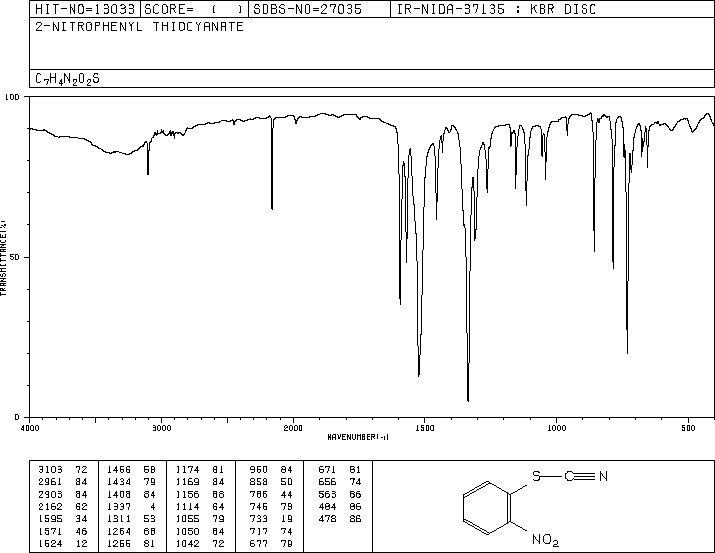 HIT-NO=13033 SCORE= ( ) SDBS-NO=27035 IR-NIDA-37135 : KBR DISC
2-NITROPHENYL THIOCYANATE
C7H4N2O2S
100
50
0
TRANSMITTANCE(%)
4000 3000 2000 1500 1000 500
WAVENUMBER(-1)
3103 72 1456 58 1174 81 960 84 671 81
2961 84 1434 79 1169 84 858 50 656 74
2903 84 1408 84 1156 68 786 44 563 86
2162 62 1337 4 1114 64 746 79 484 86
1595 34 1311 53 1055 79 733 19 478 86
1571 46 1264 68 1050 84 717 74
1524 12 1256 81 1042 72 677 79
S C N
NO2